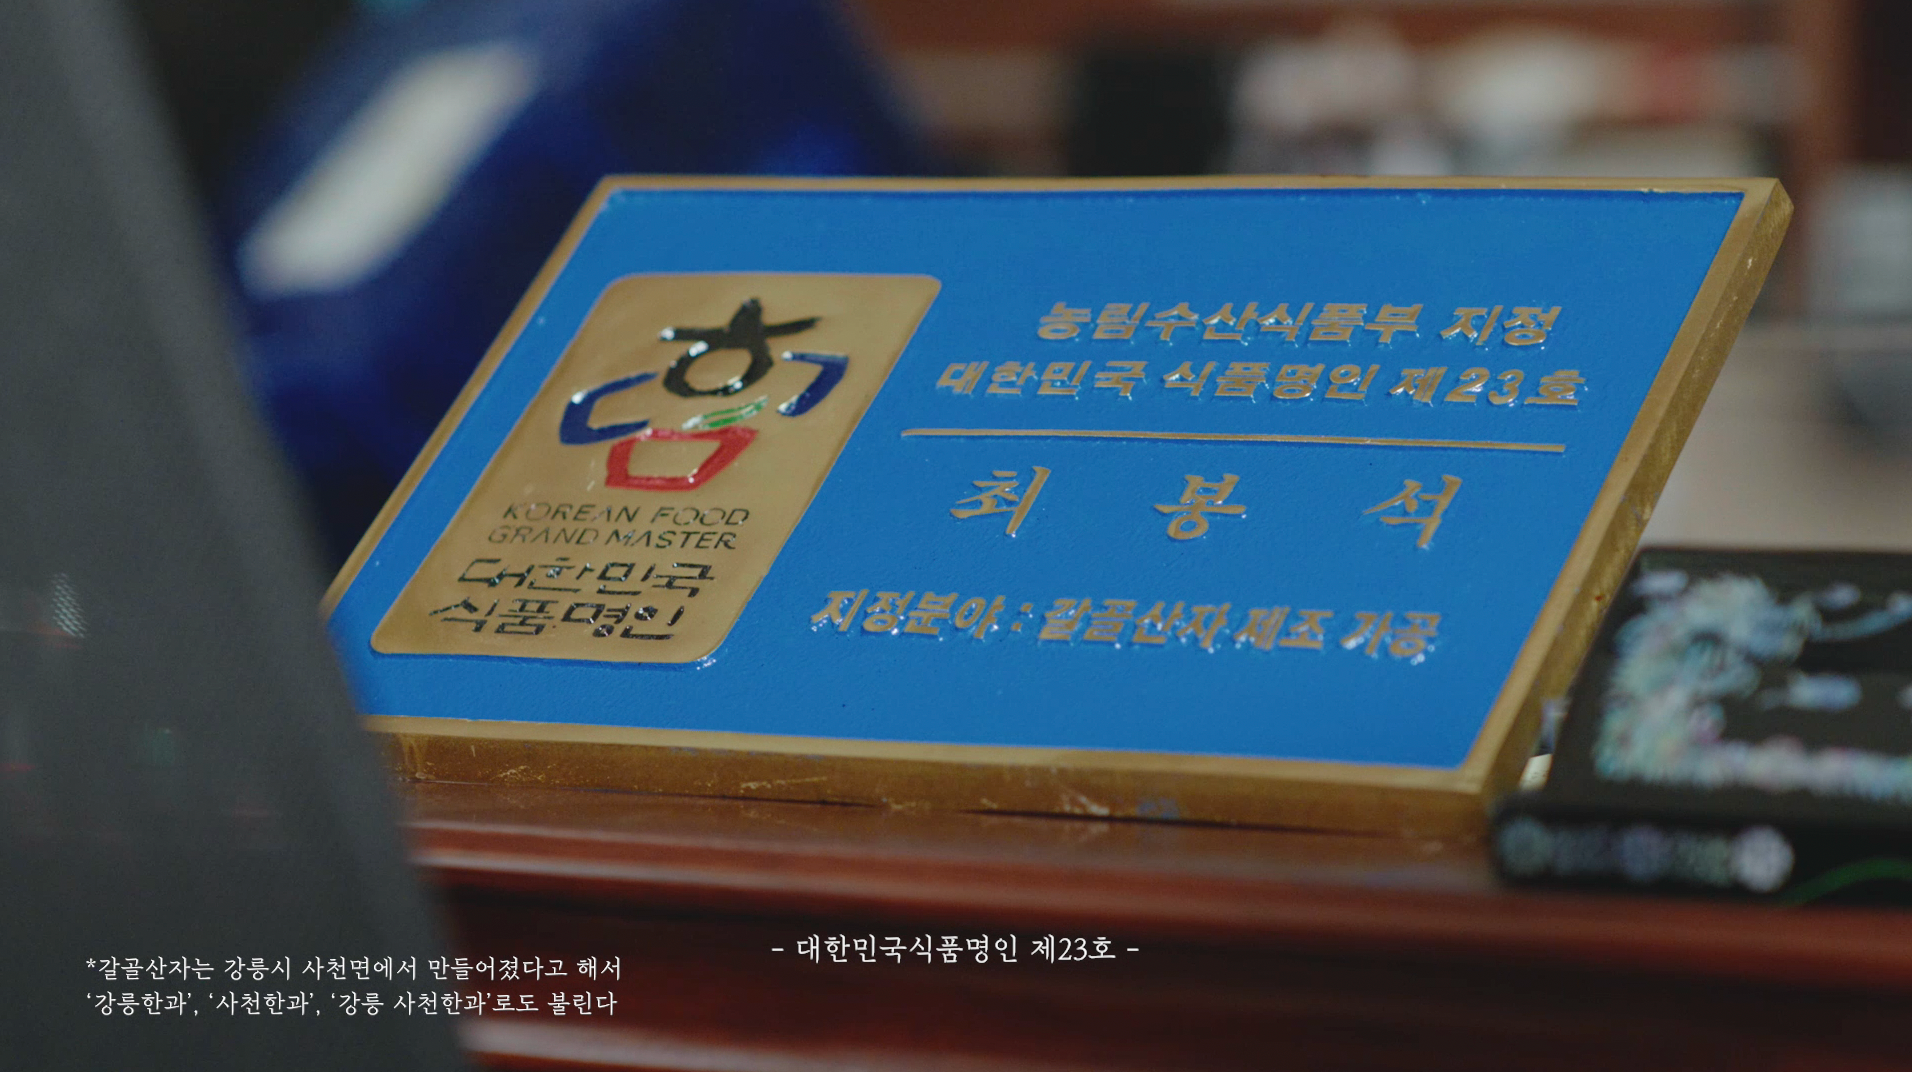 KOREAN FOOD
GRAND MASTER
대한민국
식품명인
농림수산식품부 지정
대한민국 식품명인 제23호
최 봉 석
지정분야 : 갈골산자 제조 가공
- 대한민국식품명인 제23호 -
*갈골산자는 강릉시 사천면에서 만들어졌다고 해서
‘강릉한과’, ‘사천한과’, ‘강릉 사천한과’로도 불린다